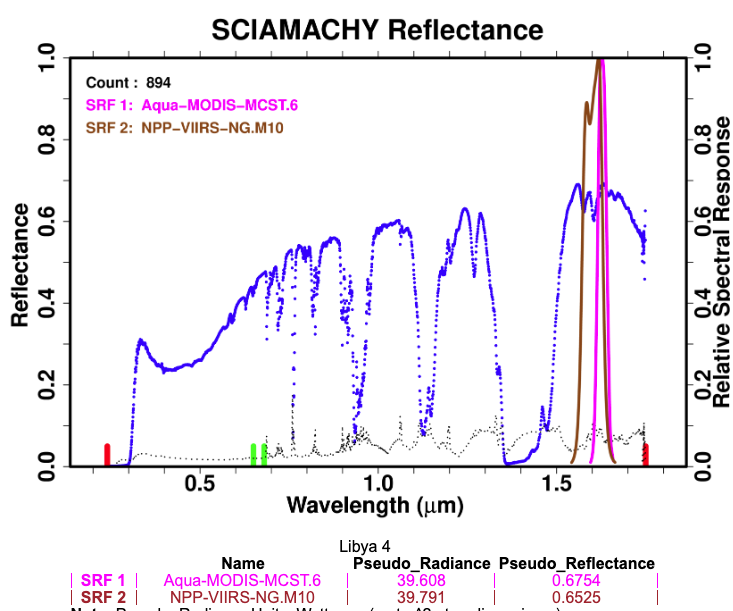 SCIAMACHY Reflectance
Count : 894
SRF 1: Aqua−MODIS−MCST.6
SRF 2: NPP−VIIRS−NG.M10
Reflectance
0.0 0.2 0.4 0.6 0.8 1.0
Relative Spectral Response
0.0 0.2 0.4 0.6 0.8 1.0
0.5 1.0 1.5
Wavelength (μm)
Libya 4
Name Pseudo_Radiance Pseudo_Reflectance
| SRF 1 | Aqua-MODIS-MCST.6 | 39.608 | 0.6754 |
| SRF 2 | NPP-VIIRS-NG.M10 | 39.791 | 0.6525 |